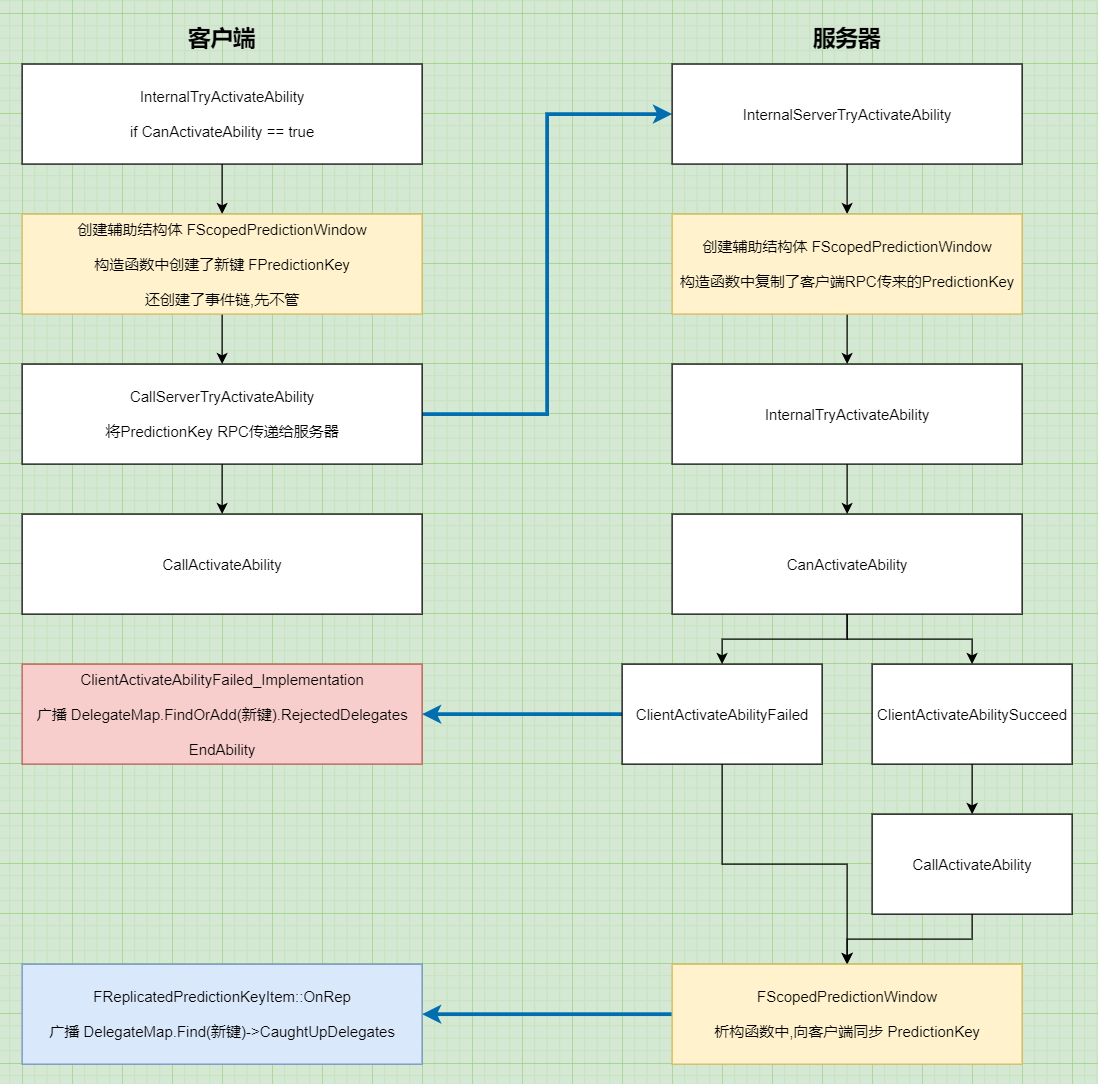 客户端
InternalTryActivateAbility
if CanActivateAbility == true
创建辅助结构体 FScopedPredictionWindow
构造函数中创建了新键 FPredictionKey
还创建了事件链,先不管
CallServerTryActivateAbility
将PredictionKey RPC传递给服务器
CallActivateAbility
ClientActivateAbilityFailed_Implementation
广播 DelegateMap.FindOrAdd(新键).RejectedDelegates
EndAbility
FReplicatedPredictionKeyItem::OnRep
广播 DelegateMap.Find(新键)->CaughtUpDelegates
服务器
InternalServerTryActivateAbility
创建辅助结构体 FScopedPredictionWindow
构造函数中复制了客户端RPC传来的PredictionKey
InternalTryActivateAbility
CanActivateAbility
ClientActivateAbilityFailed
ClientActivateAbilitySucceed
CallActivateAbility
FScopedPredictionWindow
析构函数中,向客户端同步 PredictionKey